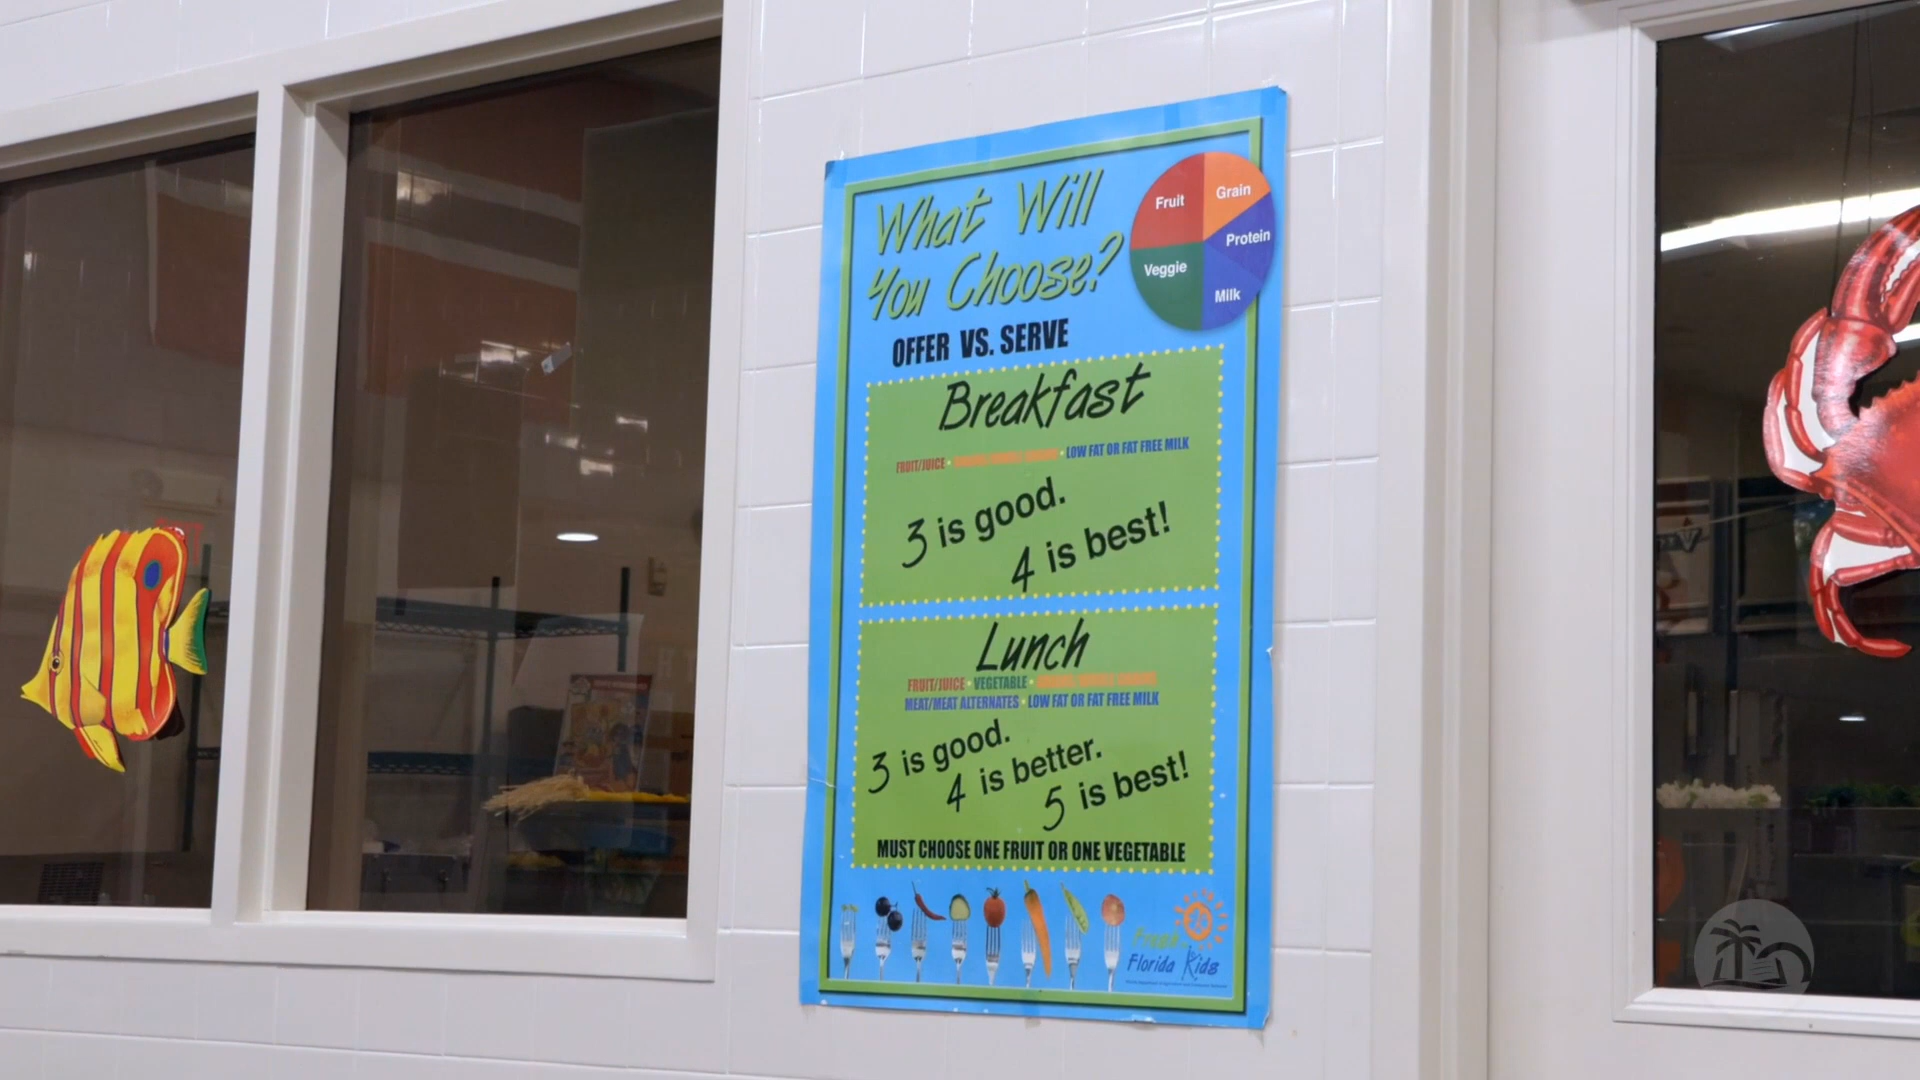 What Will
You Choose?
Fruit
Grain
Protein
Veggie
Milk
OFFER VS. SERVE
Breakfast
FRUIT/JUICE • • LOW FAT OR FAT FREE MILK
3 is good.
4 is best!
Lunch
FRUIT/JUICE • VEGETABLE •
MEAT/MEAT ALTERNATES • LOW FAT OR FAT FREE MILK
3 is good.
4 is better.
5 is best!
MUST CHOOSE ONE FRUIT OR ONE VEGETABLE
Fresh
Florida Kids